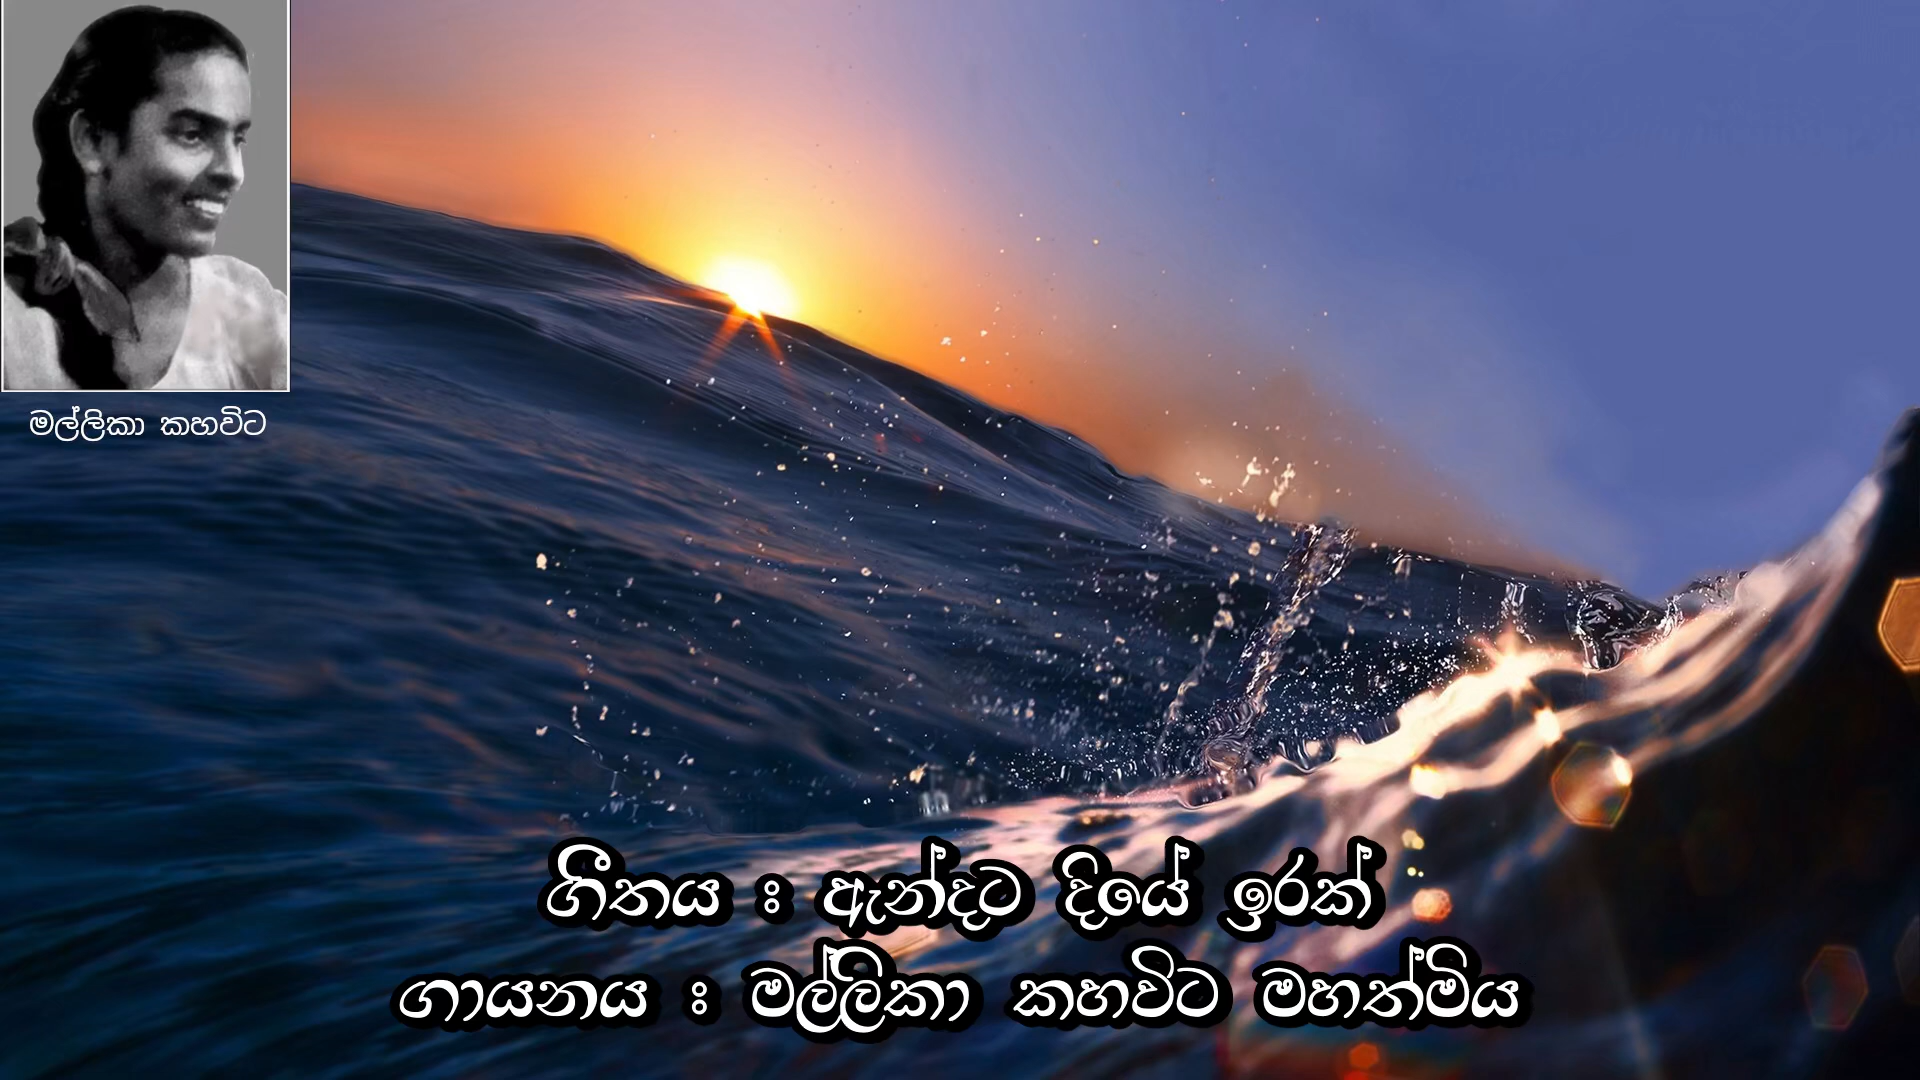 මල්ලිකා කහවිට
ගීතය : ඇන්දට දියේ ඉරක්
ගායනය : මල්ලිකා කහවිට මහත්මිය